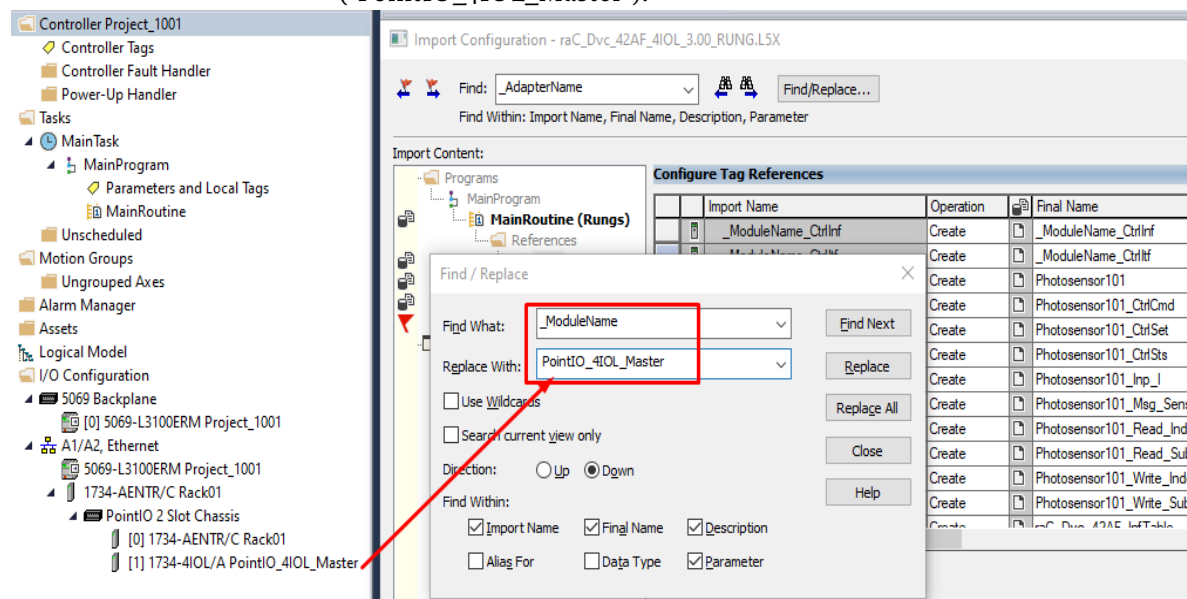 ("PointIO_4IOL_Master").
Controller Project_1001
Controller Tags
Controller Fault Handler
Power-Up Handler
Tasks
MainTask
MainProgram
Parameters and Local Tags
MainRoutine
Unscheduled
Motion Groups
Ungrouped Axes
Alarm Manager
Assets
Logical Model
I/O Configuration
5069 Backplane
[0] 5069-L3100ERM Project_1001
A1/A2, Ethernet
5069-L3100ERM Project_1001
1734-AENTR/C Rack01
PointIO 2 Slot Chassis
[0] 1734-AENTR/C Rack01
[1] 1734-4IOL/A PointIO_4IOL_Master
Import Configuration - raC_Dvc_42AF_4IOL_3.00_RUNG.L5X
Find: _AdapterName Find/Replace...
Find Within: Import Name, Final Name, Description, Parameter
Import Content:
Programs
MainProgram
MainRoutine (Rungs)
References
Configure Tag References
Import Name Operation Final Name
_ModuleName_CtrlInf Create _ModuleName_CtrlInf
_ModuleName_CtrlItf Create _ModuleName_CtrlItf
Create Photosensor101
Create Photosensor101_CtrlCmd
Create Photosensor101_CtrlSet
Create Photosensor101_CtrlSts
Create Photosensor101_Inp_I
Create Photosensor101_Msg_Sens
Create Photosensor101_Read_Ind
Create Photosensor101_Read_Sub
Create Photosensor101_Write_Inde
Create Photosensor101_Write_Sub
Create raC_Dvc_42AF_InfTable
Find / Replace
Find What: _ModuleName Find Next
Replace With: PointIO_4IOL_Master Replace
Use Wildcards Replace All
Search current view only
Close
Direction: Up Down
Help
Find Within:
Import Name Final Name Description
Alias For Data Type Parameter